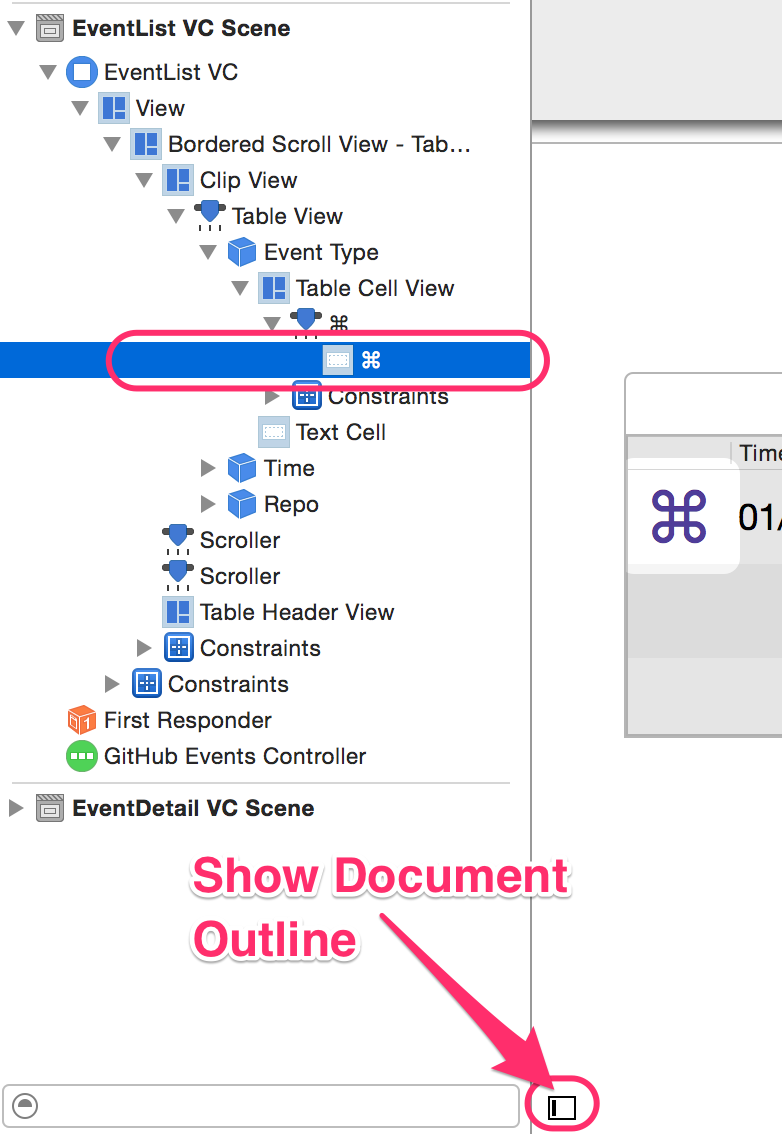 EventList VC Scene
EventList VC
View
Bordered Scroll View - Tab...
Clip View
Table View
Event Type
Table Cell View
⌘
⌘
Constraints
Text Cell
Time
Time
Repo
⌘ 01/
Scroller
Scroller
Table Header View
Constraints
Constraints
First Responder
GitHub Events Controller
EventDetail VC Scene
Show Document
Outline